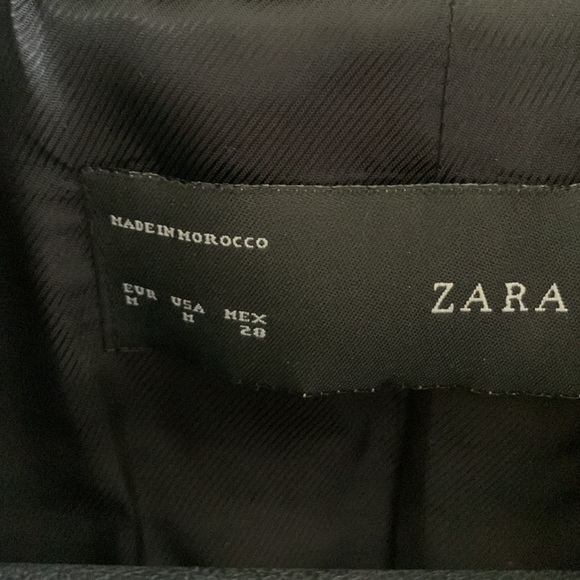 MADE IN MOROCCO
EUR USA MEX
M M 28
ZARA